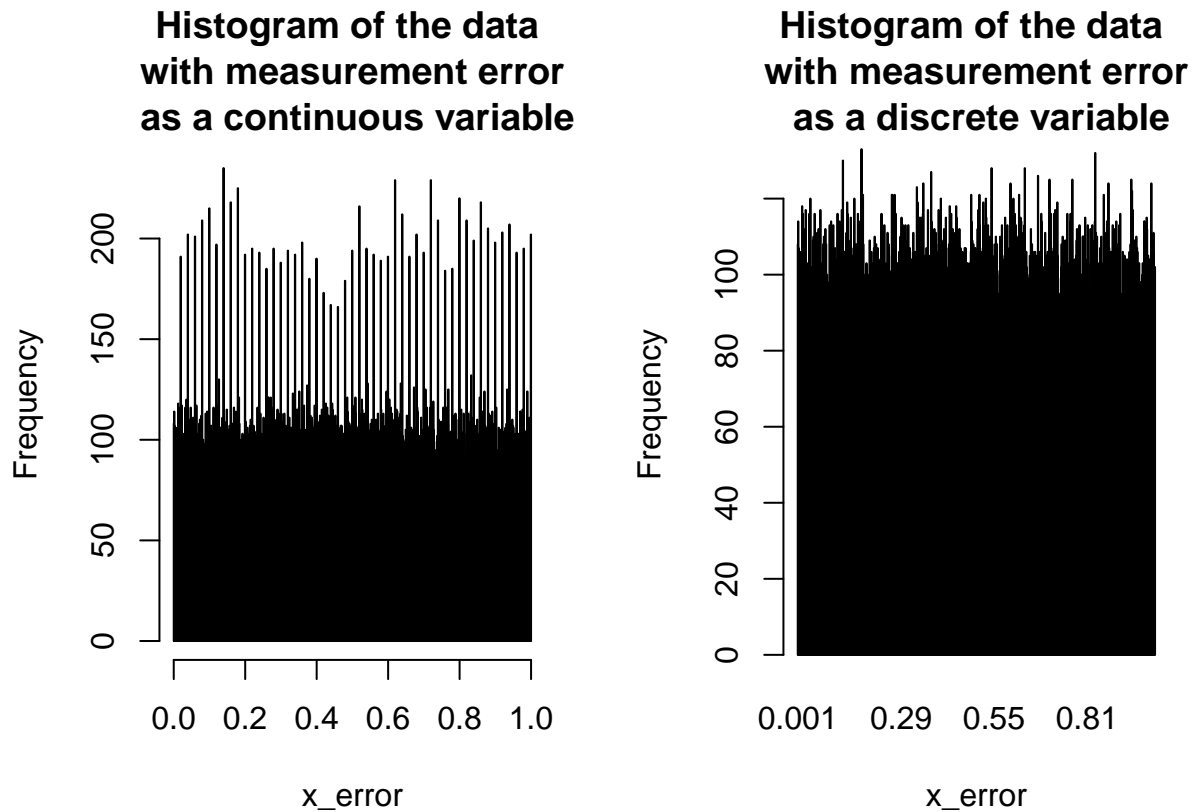 Histogram of the data
with measurement error
as a continuous variable
Frequency
200
150
100
50
0
0.0 0.2 0.4 0.6 0.8 1.0
x_error
Histogram of the data
with measurement error
as a discrete variable
Frequency
100
80
60
40
20
0
0.001 0.29 0.55 0.81
x_error